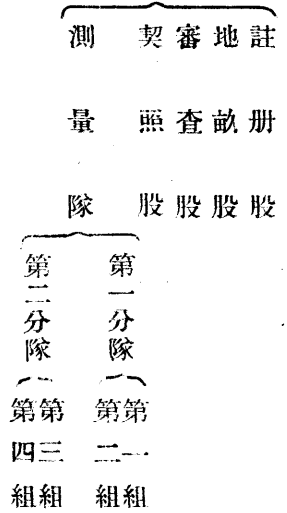 註册股
地畝股
審查股
契照股
測量隊
第一分隊
第二分隊
第一組
第二組
第三組
第四組